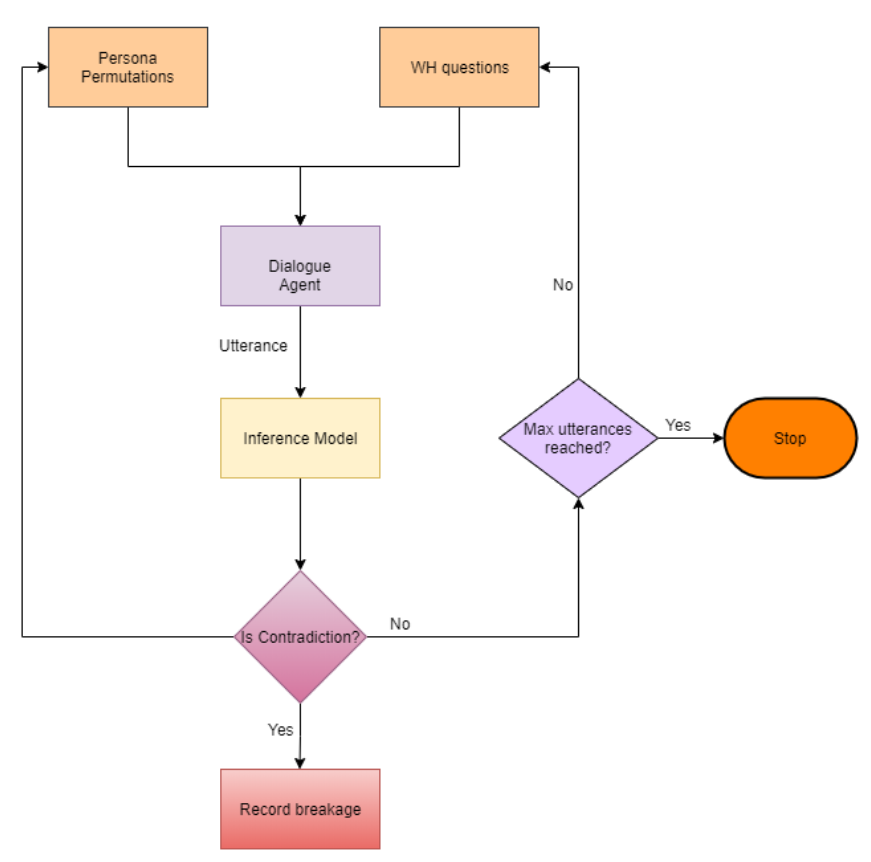 Persona
Permutations
WH questions
Dialogue
Agent
No
Utterance
Max utterances
reached?
Yes
Stop
Inference Model
No
Is Contradiction?
Yes
Record breakage